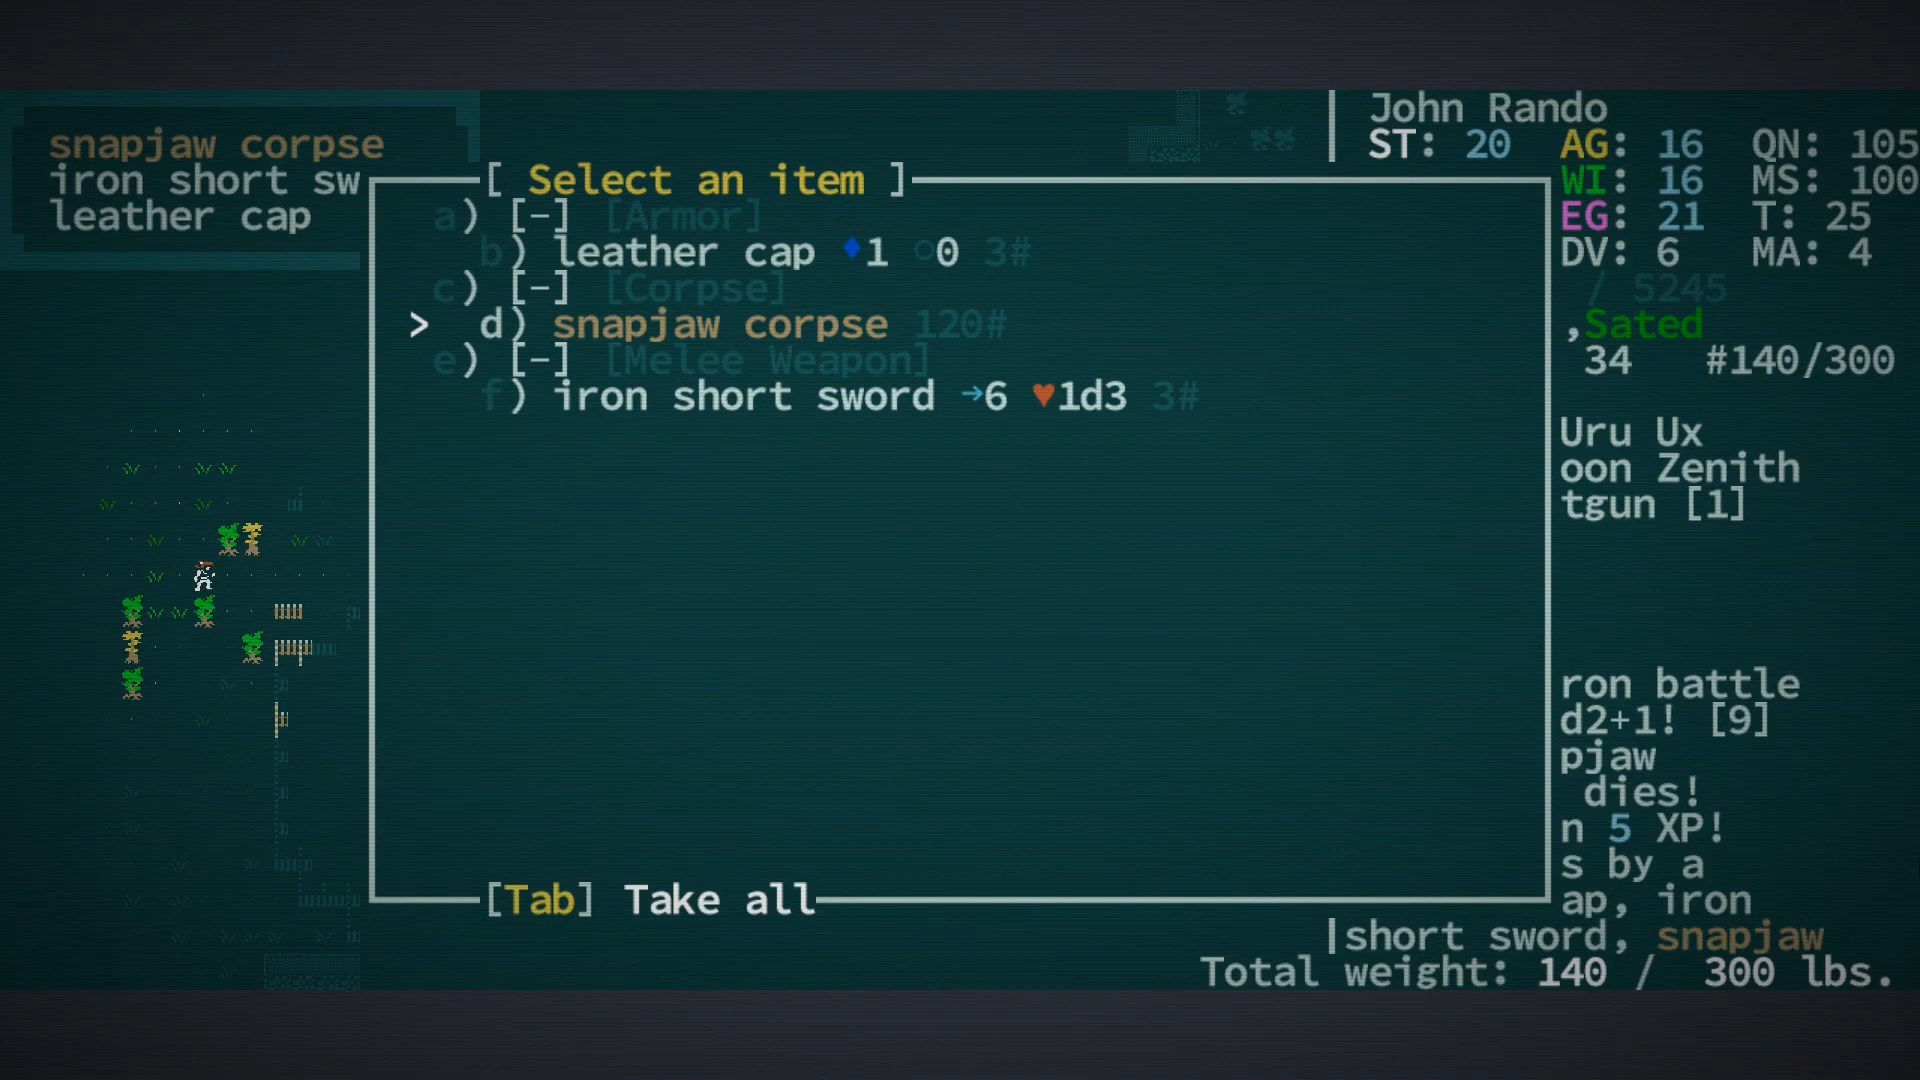 snapjaw corpse
iron short sw
leather cap
[ Select an item ]
a) [-] [Armor]
b) leather cap ♦1 ○0 3#
c) [-] [Corpse]
> d) snapjaw corpse 120#
e) [-] [Melee Weapon]
f) iron short sword →6 ♥1d3 3#
[Tab] Take all
John Rando
ST: 20 AG: 16 QN: 105
WI: 16 MS: 100
EG: 21 T: 25
DV: 6 MA: 4
/ 5245
,Sated
34 #140/300
Uru Ux
oon Zenith
tgun [1]
ron battle
d2+1! [9]
pjaw
dies!
n 5 XP!
s by a
ap, iron
|short sword, snapjaw
Total weight: 140 / 300 lbs.